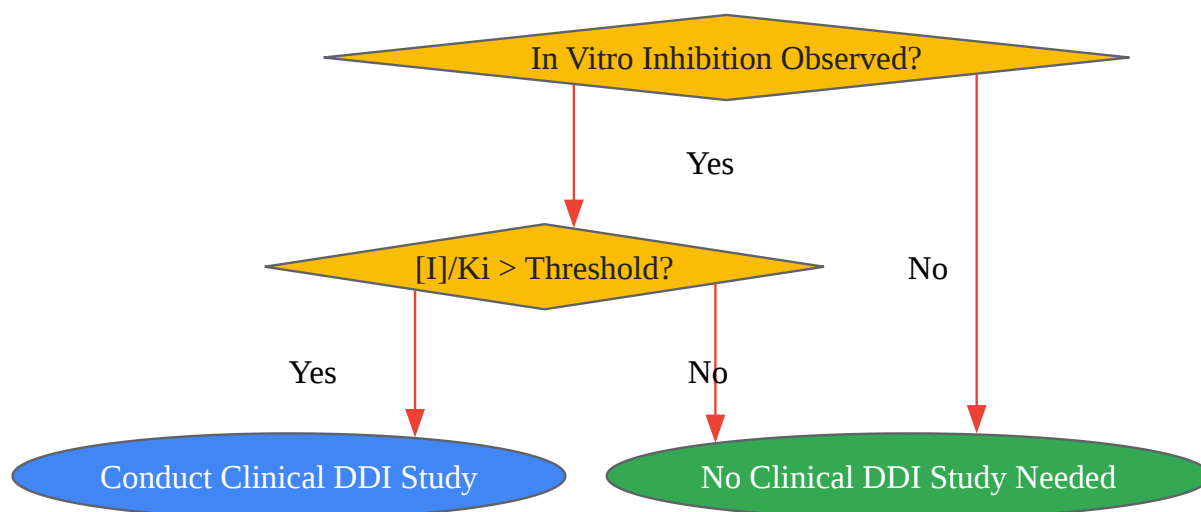 In Vitro Inhibition Observed?
Yes
[I]/Ki > Threshold?
No
Yes
No
Conduct Clinical DDI Study
No Clinical DDI Study Needed